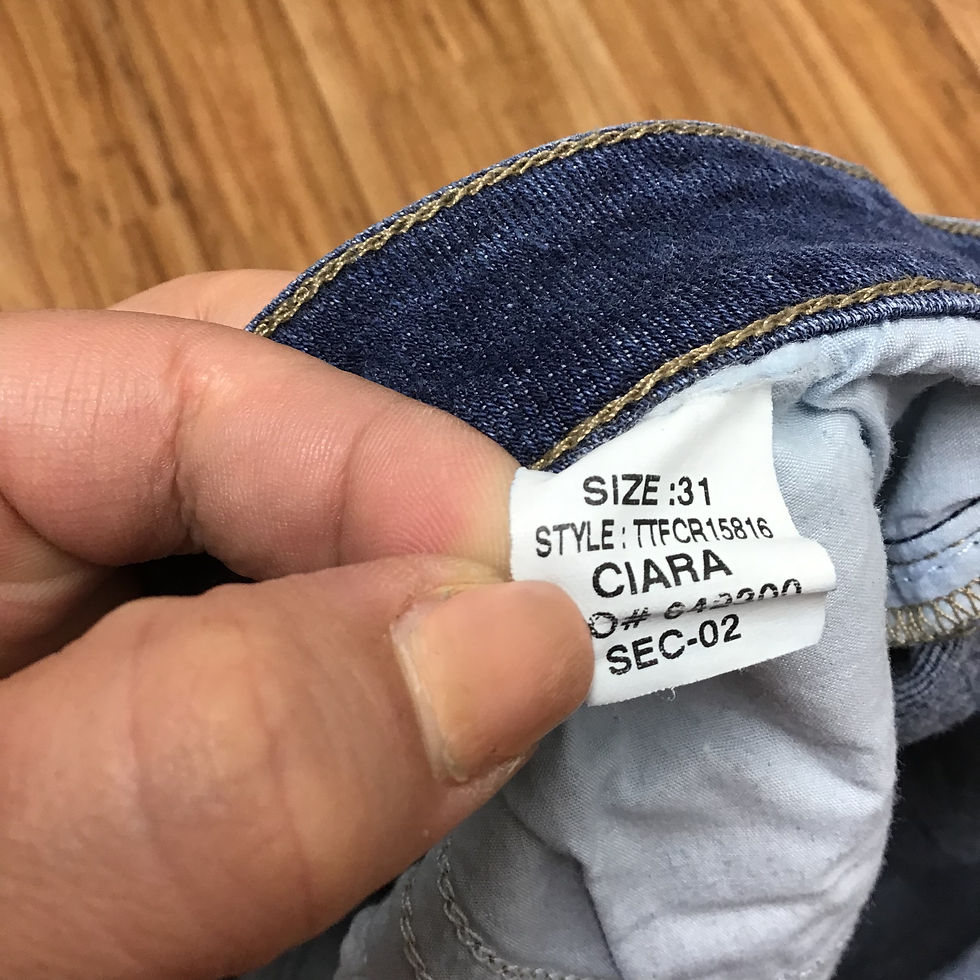 SIZE :31
STYLE : TTFCR15816
CIARA
O#
SEC-02